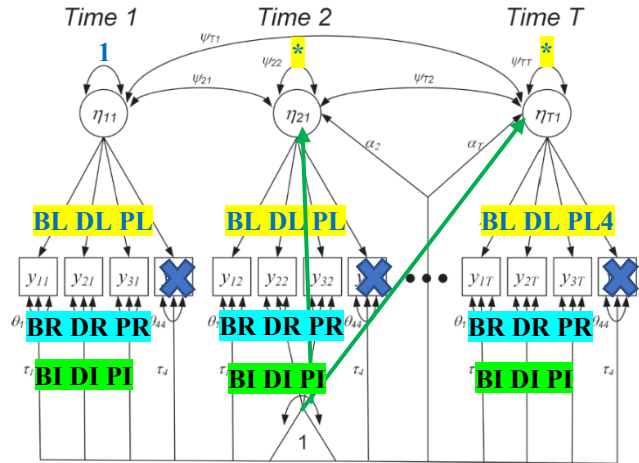 Time 1 Time 2 Time T
ψT1
1 * *
ψ21 ψ22 ψT2 ψTT
η11 η21 ηT1
α2 αT
BL DL PL BL DL PL BL DL PL4
y11 y21 y31 y12 y22 y32 y1T y2T y3T
θ1 θ44 θ1 θ44 θ1
BR DR PR BR DR PR BR DR PR
BI DI PI BI DI PI BI DI PI
τ1 τ4 τ1 τ4
1